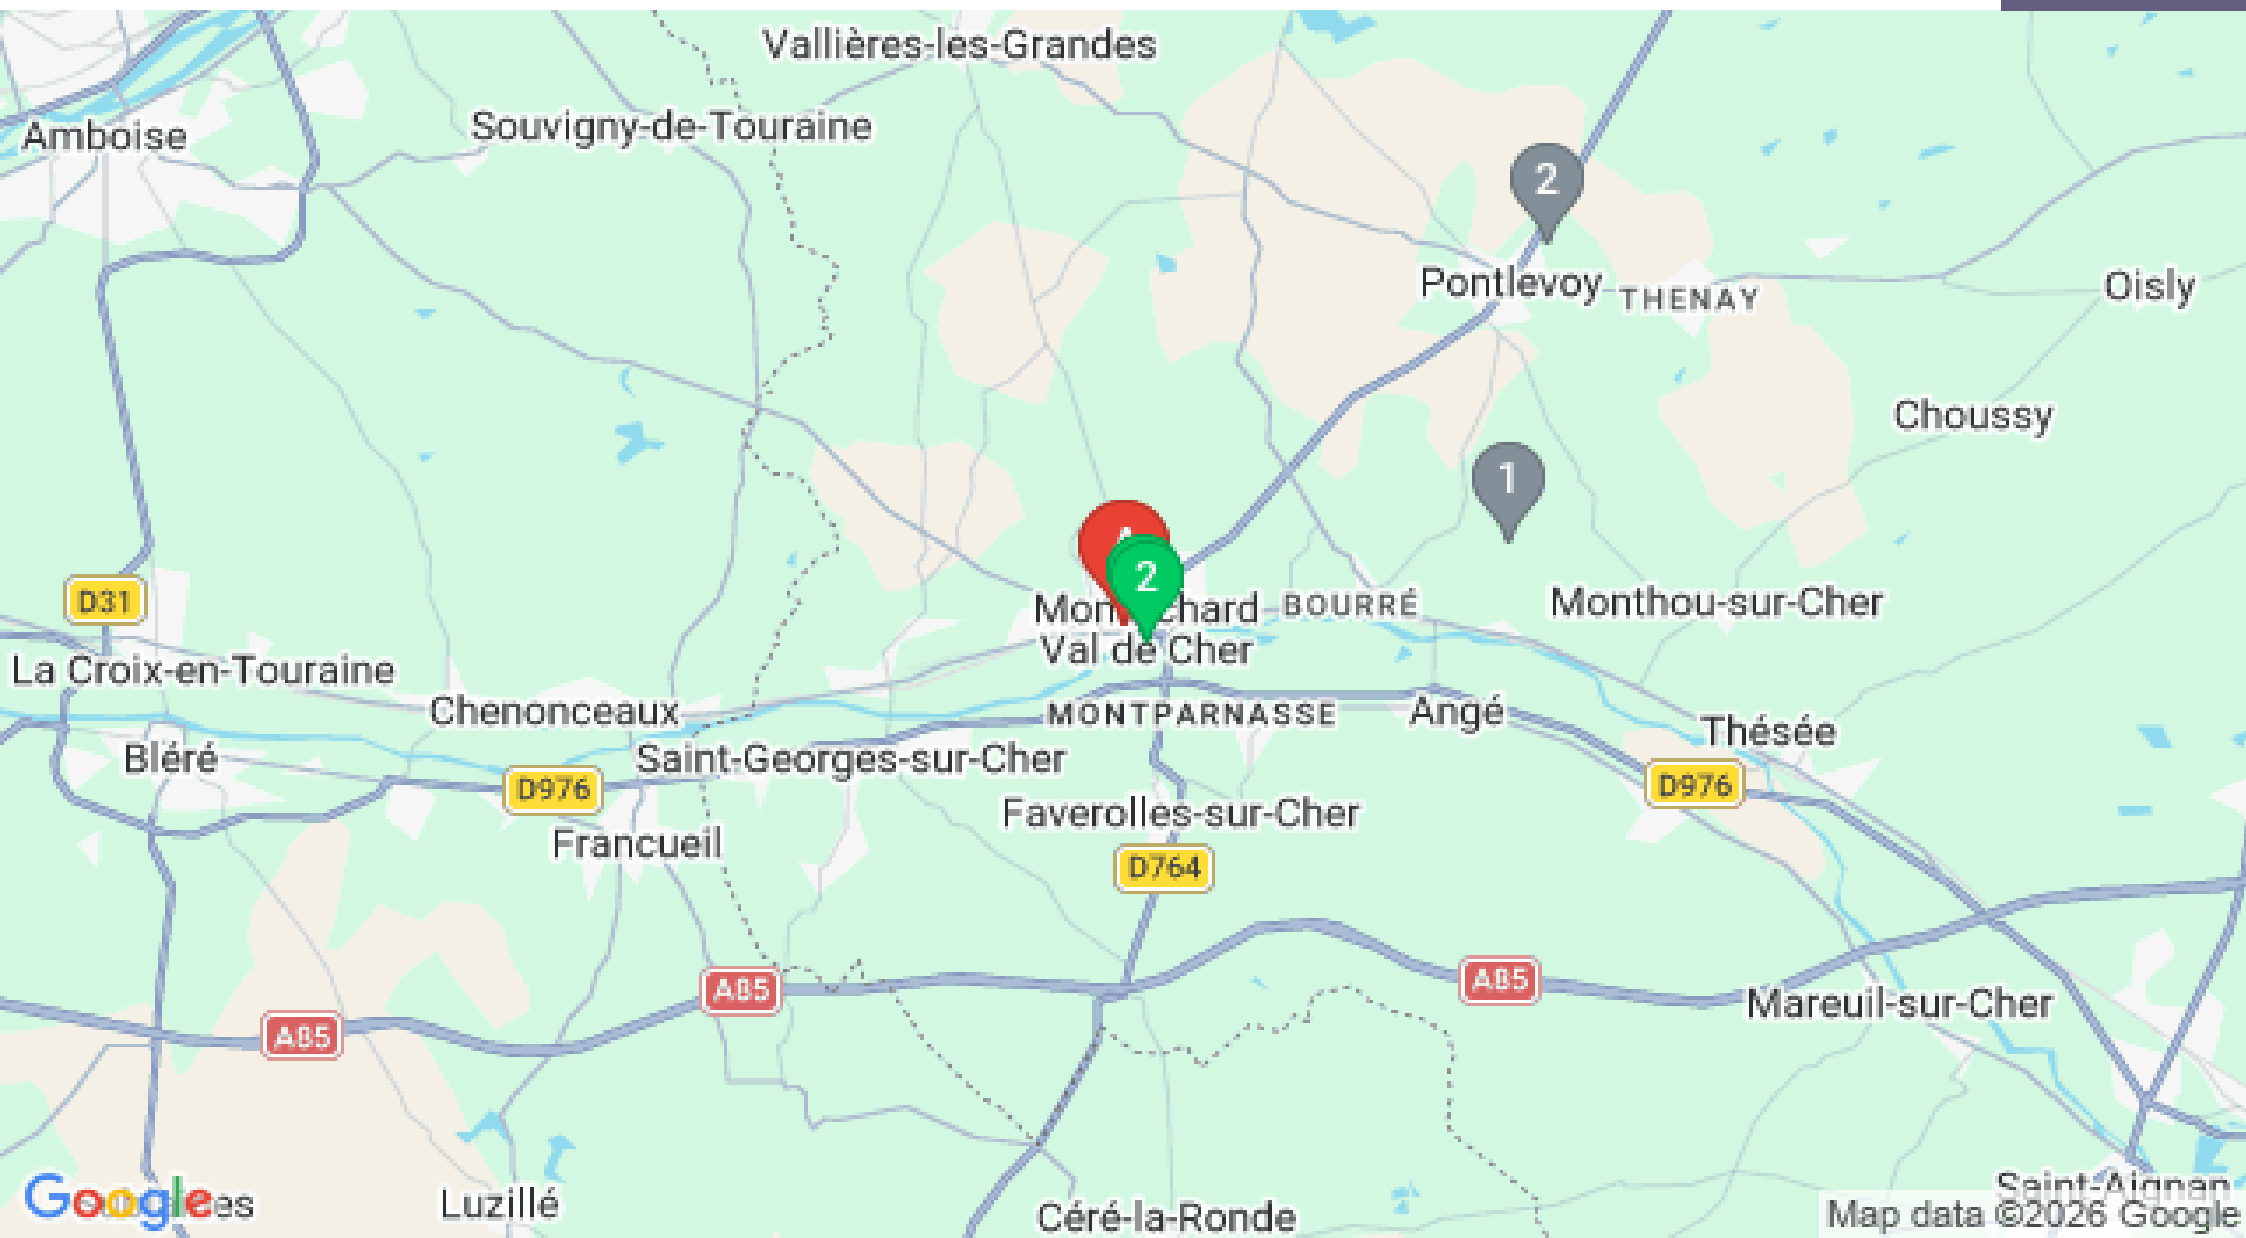 Vallières-les-Grandes
Souvigny-de-Touraine
Amboise
2
Pontlevoy
THENAY
Oisly
Choussy
1
2
D31
Val de Cher
BOURRÉ
Monthou-sur-Cher
La Croix-en-Touraine
Chenonceaux
MONTPARNASSE
Angé
Thésée
Bléré
Saint-Georges-sur-Cher
D976
D976
Faverolles-sur-Cher
Francueil
D764
A85
A85
A85
Mareuil-sur-Cher
Google
Luzillé
Céré-la-Ronde
Saint-Aignan
Map data ©2026 Google